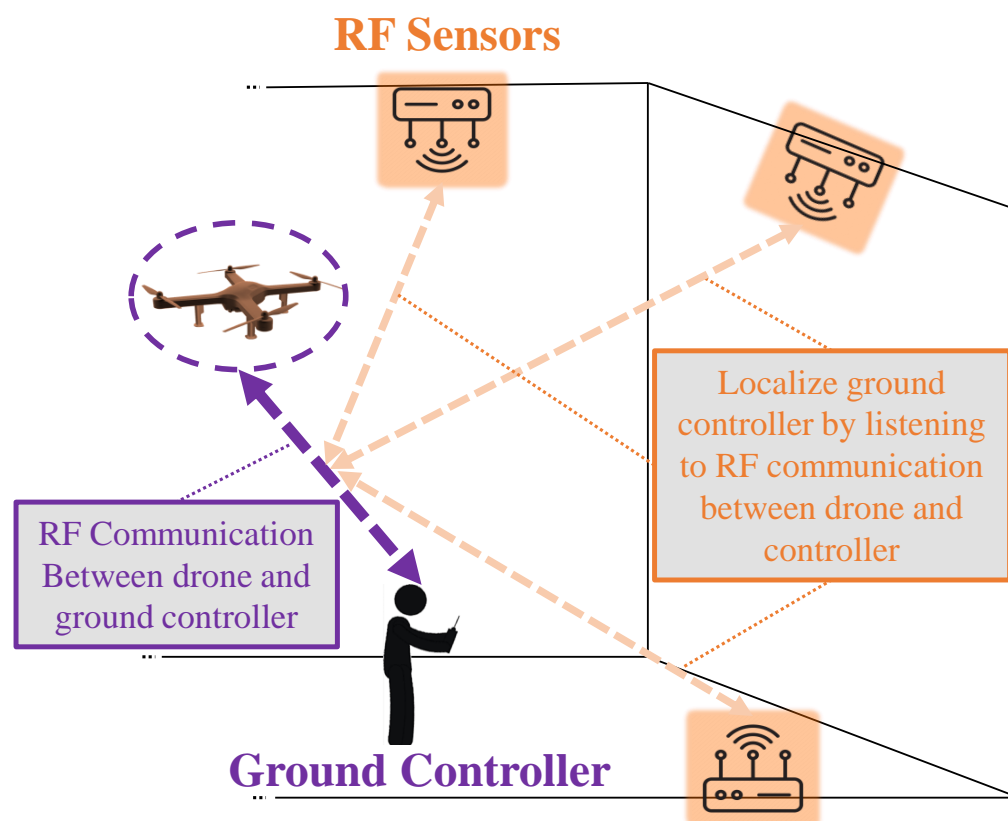 RF Sensors
Localize ground
controller by listening
to RF communication
between drone and
controller
RF Communication
Between drone and
ground controller
Ground Controller